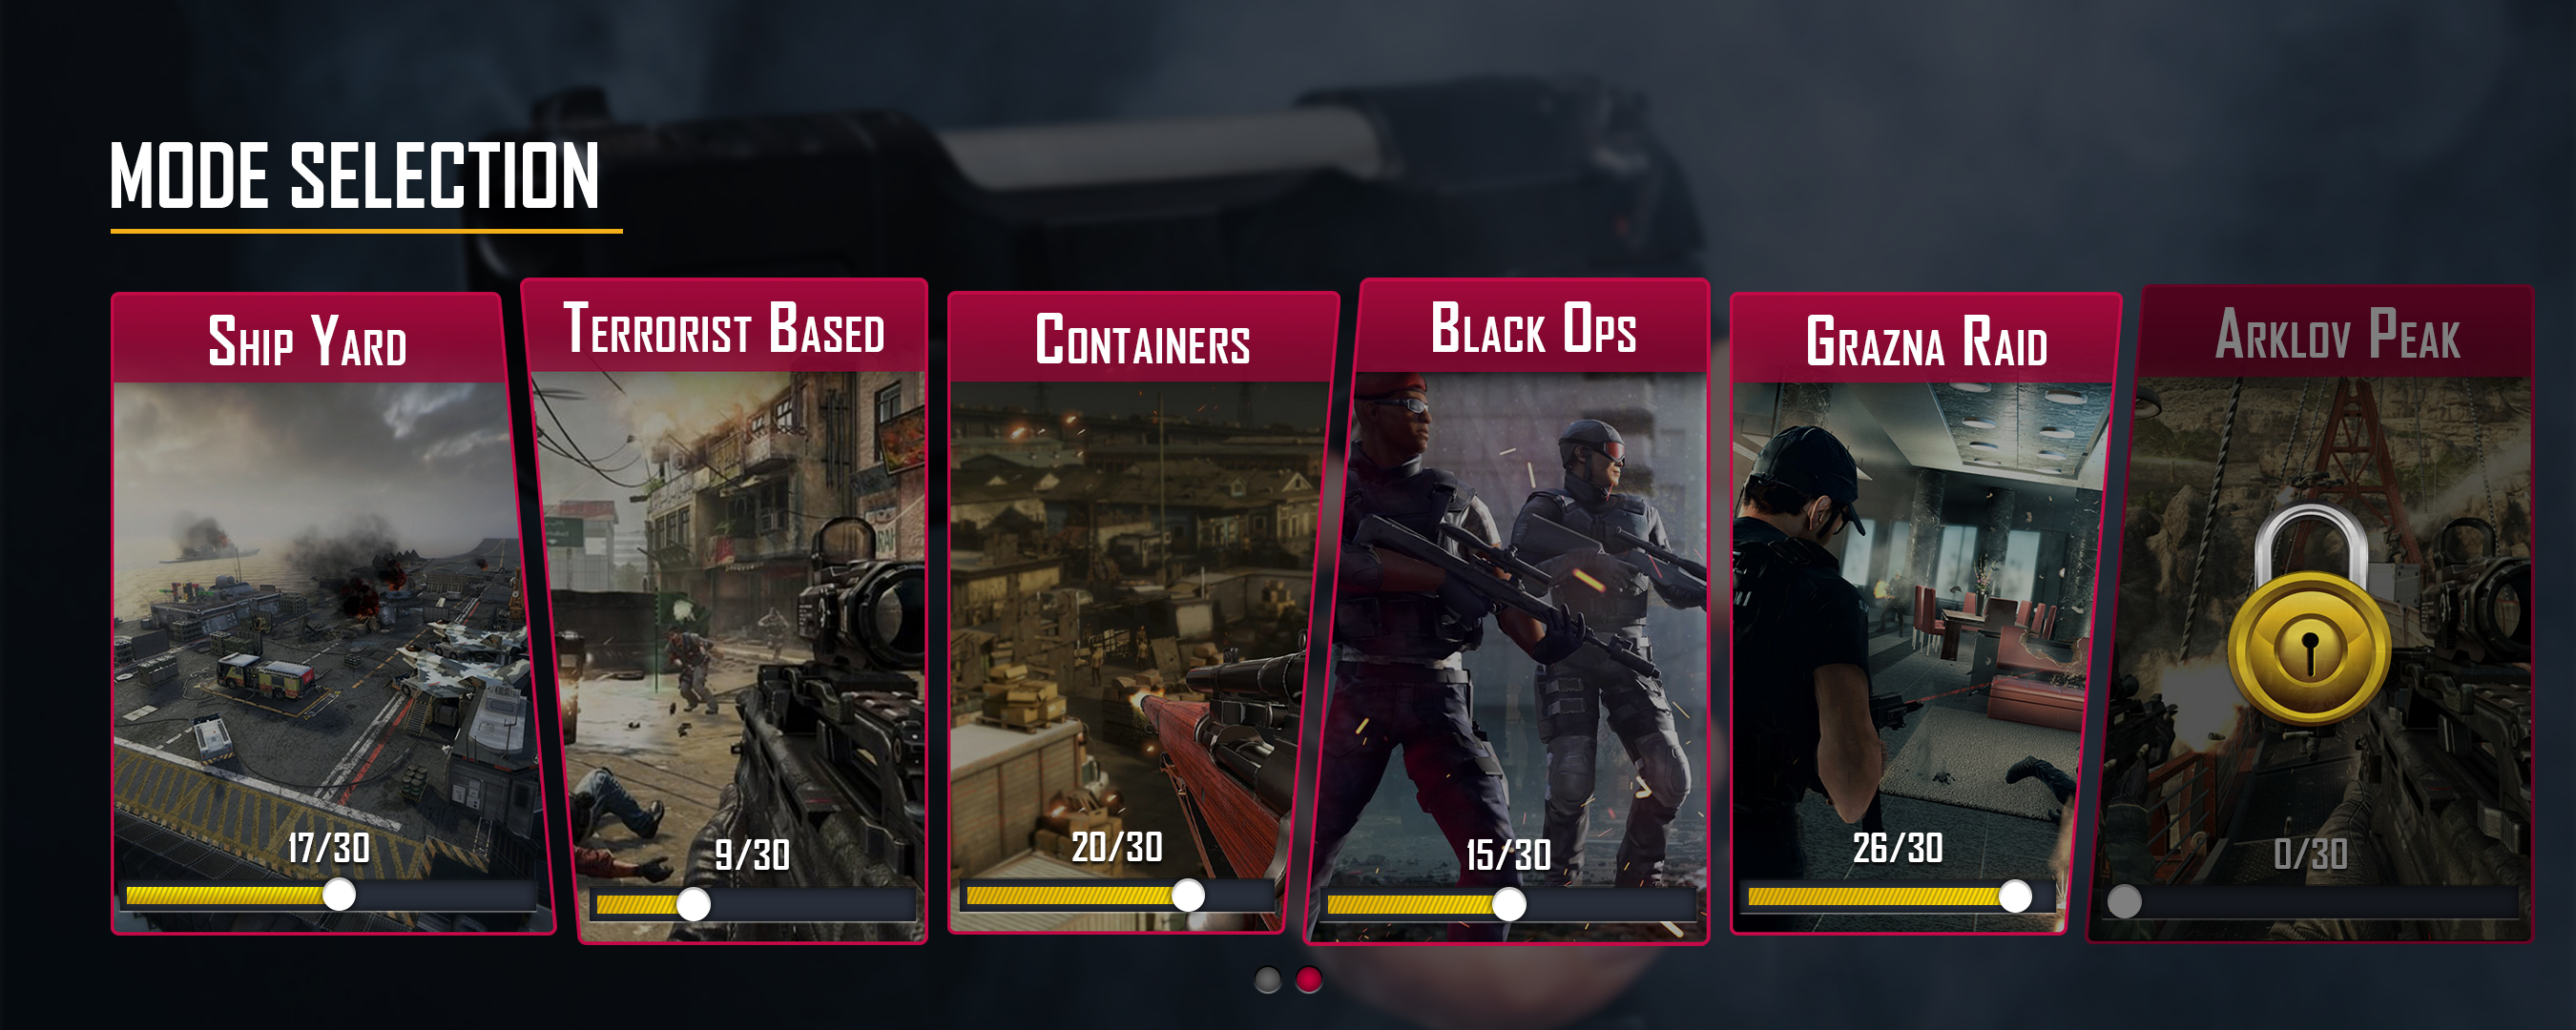 MODE SELECTION
SHIP YARD
TERRORIST BASED
CONTAINERS
BLACK OPS
GRAZNA RAID
ARKLOV PEAK
17/30
9/30
20/30
15/30
26/30
0/30